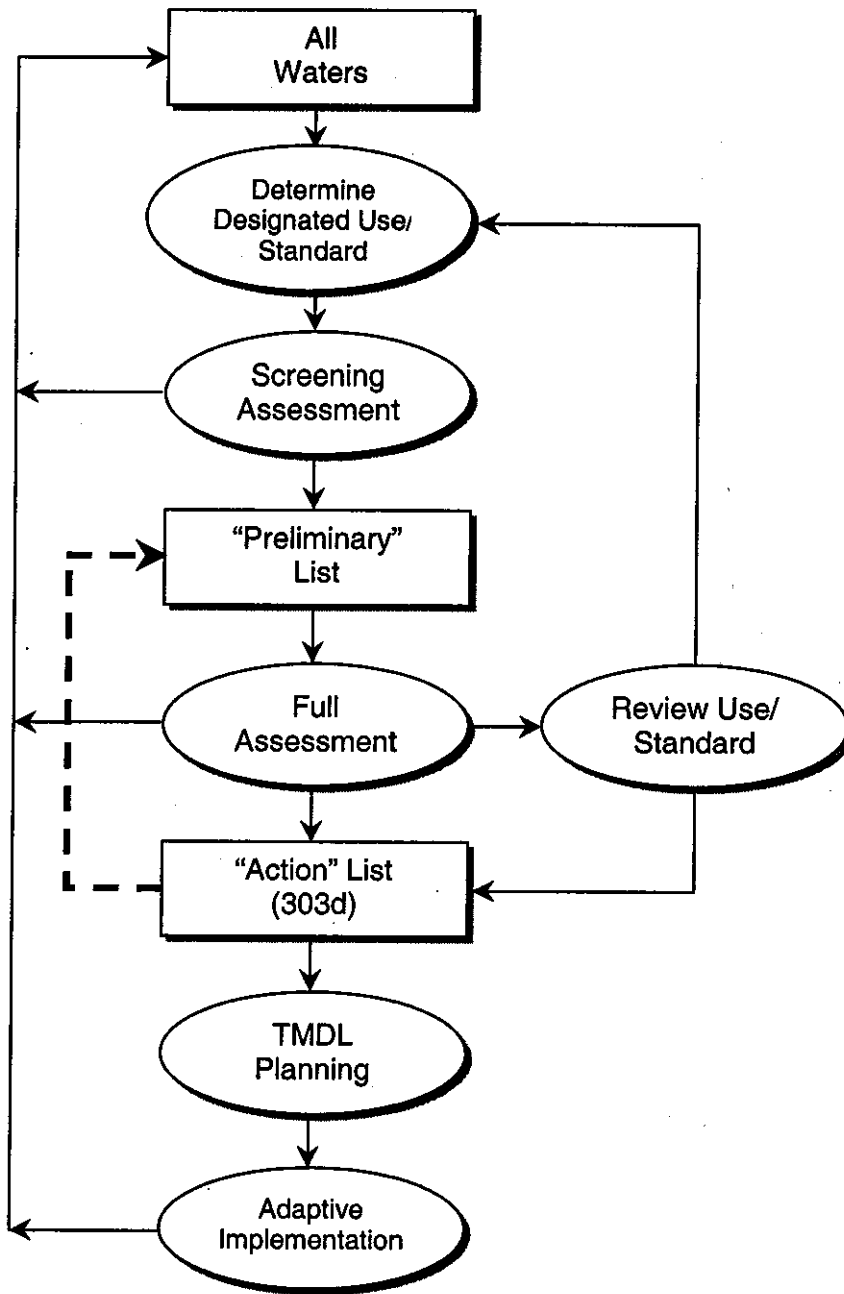 All
Waters
Determine
Designated Use/
Standard
Screening
Assessment
“Preliminary”
List
Full
Assessment
Review Use/
Standard
“Action” List
(303d)
TMDL
Planning
Adaptive
Implementation